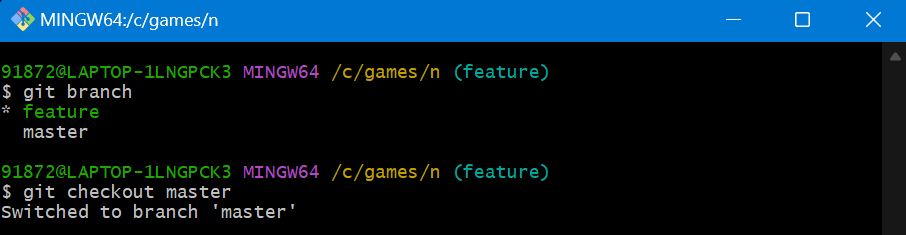 MINGW64:/c/games/n
91872@LAPTOP-1LNGPCK3 MINGW64 /c/games/n (feature)
$ git branch
* feature
  master
91872@LAPTOP-1LNGPCK3 MINGW64 /c/games/n (feature)
$ git checkout master
Switched to branch 'master'